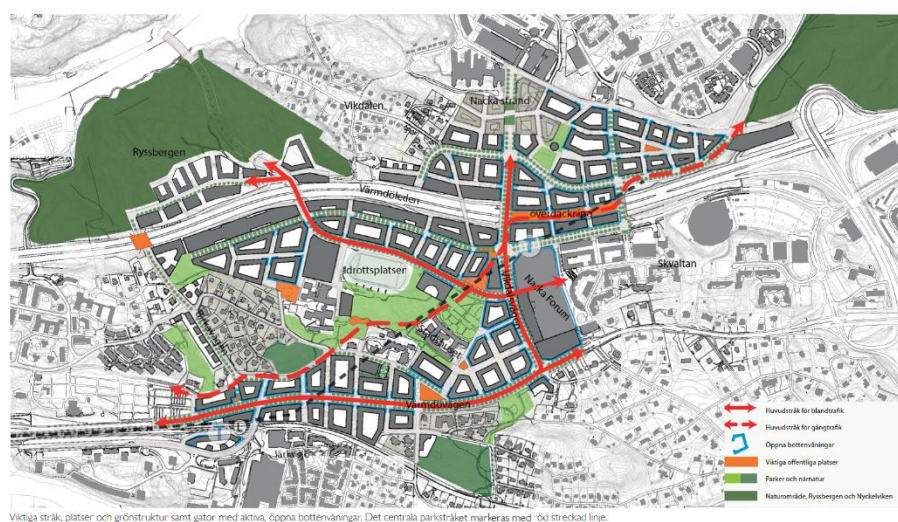 Vikdalen
Nacka strand
Ryssbergen
Värmdöleden
överdäckning
Idrottsplatser
Nacka Forum
Skvaltan
Värmdövägen
Huvudstråk för blandtrafik
Huvudstråk för gångtrafik
Öppna bottenvåningar
Viktiga offentliga platser
Parker och närnatur
Naturområde, Ryssbergen och Nyckelviken
Viktiga stråk, platser och grönstruktur samt gator med aktiva, öppna bottenvåningar. Det centrala parkstråket markeras med röd streckad linje.